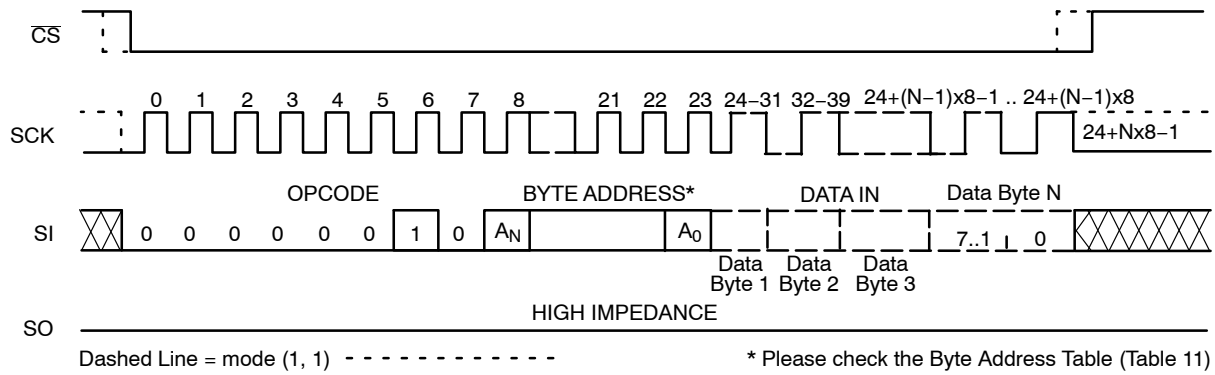 CS
0 1 2 3 4 5 6 7 8 21 22 23 24–31 32–39 24+(N–1)x8–1 .. 24+(N–1)x8
SCK
24+Nx8–1
OPCODE BYTE ADDRESS* DATA IN Data Byte N
SI 0 0 0 0 0 0 1 0 AN A0 7..1 0
Data Byte 1
Data Byte 2
Data Byte 3
HIGH IMPEDANCE
SO
Dashed Line = mode (1, 1) * Please check the Byte Address Table (Table 11)